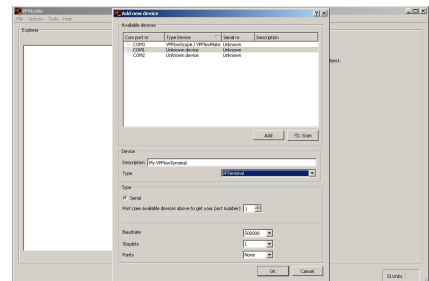 VPStudio
File Options Tools Help
Explorer
Add new device
Available devices
Com port nr Type Device Serial nr Description
COM3 VPFlowScope / VPFlowMate Unknown
COM1 Unknown device Unknown
COM2 Unknown device Unknown
Add Scan
Device
Description My VPFlowTerminal
Type VPTerminal
Type
Serial
Port (see available devices above to get your port number) 1
Baudrate 500000
Stopbits 1
Parity None
OK Cancel
EI Units